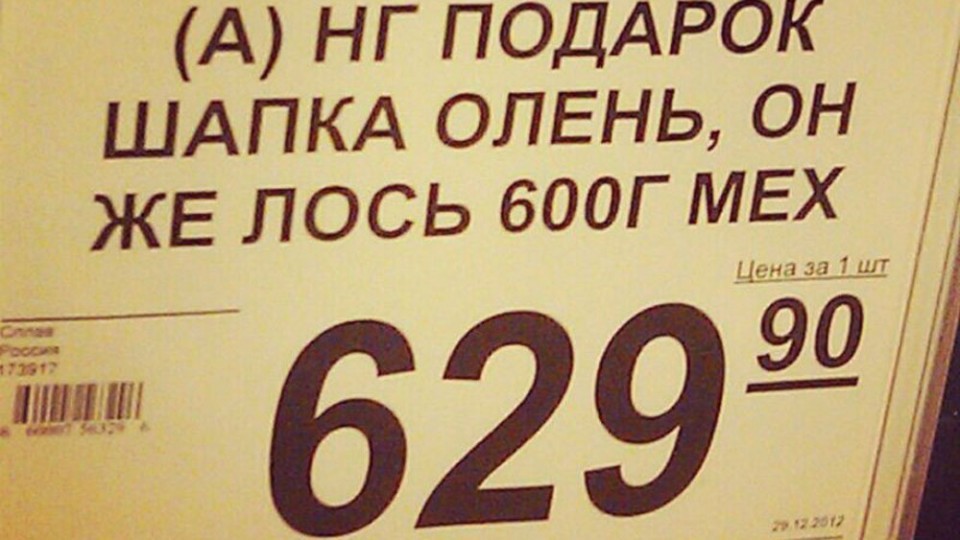 (А) НГ ПОДАРОК
ШАПКА ОЛЕНЬ, ОН
ЖЕ ЛОСЬ 600Г МЕХ
Цена за 1 шт
629 90
Сплав
Россия
173917
29.12.2012